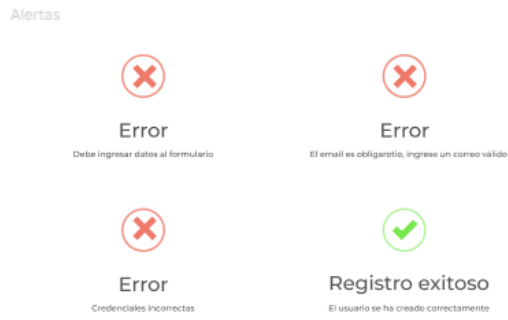 Alertas
Error
Debe ingresar datos al formulario
Error
El email es obligarotio, ingrese un correo válido
Error
Credenciales incorrectas
Registro exitoso
El usuario se ha creado correctamente